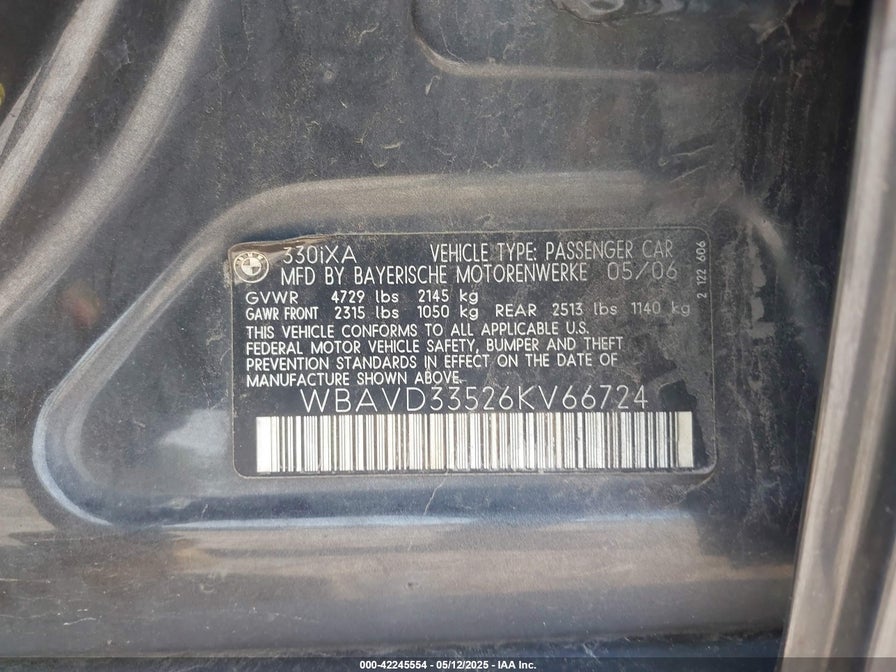 330iXA VEHICLE TYPE: PASSENGER CAR
MFD BY BAYERISCHE MOTORENWERKE 05/06
GVWR 4729 lbs 2145 kg
GAWR FRONT 2315 lbs 1050 kg REAR 2513 lbs 1140 kg
THIS VEHICLE CONFORMS TO ALL APPLICABLE U.S.
FEDERAL MOTOR VEHICLE SAFETY, BUMPER AND THEFT
PREVENTION STANDARDS IN EFFECT ON THE DATE OF
MANUFACTURE SHOWN ABOVE.
WBAVD33526KV66724
2 122 606
000-42245554 - 05/12/2025 - IAA Inc.